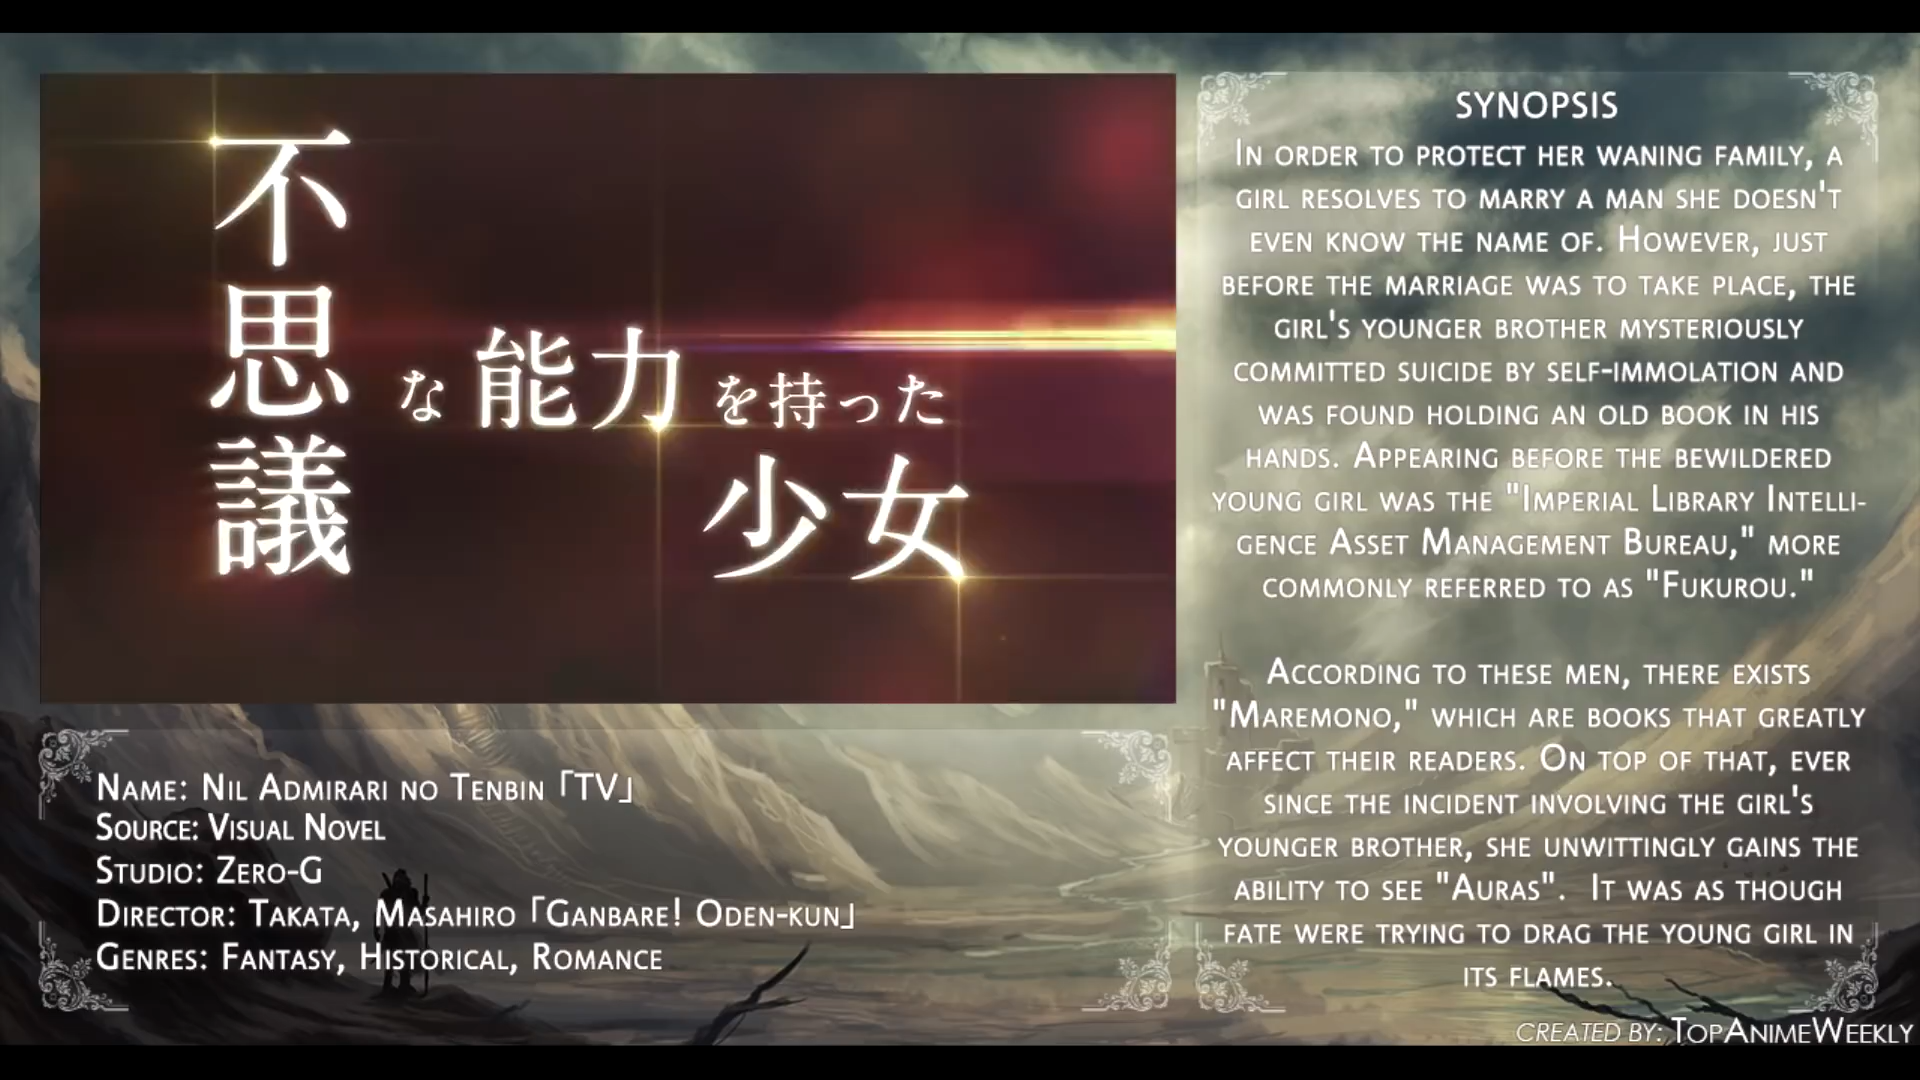 不思議
な能力を持った
少女
SYNOPSIS
IN ORDER TO PROTECT HER WANING FAMILY, A
GIRL RESOLVES TO MARRY A MAN SHE DOESN'T
EVEN KNOW THE NAME OF. HOWEVER, JUST
BEFORE THE MARRIAGE WAS TO TAKE PLACE, THE
GIRL'S YOUNGER BROTHER MYSTERIOUSLY
COMMITTED SUICIDE BY SELF-IMMOLATION AND
WAS FOUND HOLDING AN OLD BOOK IN HIS
HANDS. APPEARING BEFORE THE BEWILDERED
YOUNG GIRL WAS THE "IMPERIAL LIBRARY INTELLI-
GENCE ASSET MANAGEMENT BUREAU," MORE
COMMONLY REFERRED TO AS "FUKUROU."
ACCORDING TO THESE MEN, THERE EXISTS
"MAREMONO," WHICH ARE BOOKS THAT GREATLY
AFFECT THEIR READERS. ON TOP OF THAT, EVER
SINCE THE INCIDENT INVOLVING THE GIRL'S
YOUNGER BROTHER, SHE UNWITTINGLY GAINS THE
ABILITY TO SEE "AURAS". IT WAS AS THOUGH
FATE WERE TRYING TO DRAG THE YOUNG GIRL IN
ITS FLAMES.
NAME: NIL ADMIRARI NO TENBIN「TV」
SOURCE: VISUAL NOVEL
STUDIO: ZERO-G
DIRECTOR: TAKATA, MASAHIRO「GANBARE! ODEN-KUN」
GENRES: FANTASY, HISTORICAL, ROMANCE
CREATED BY: TOPANIMEWEEKLY